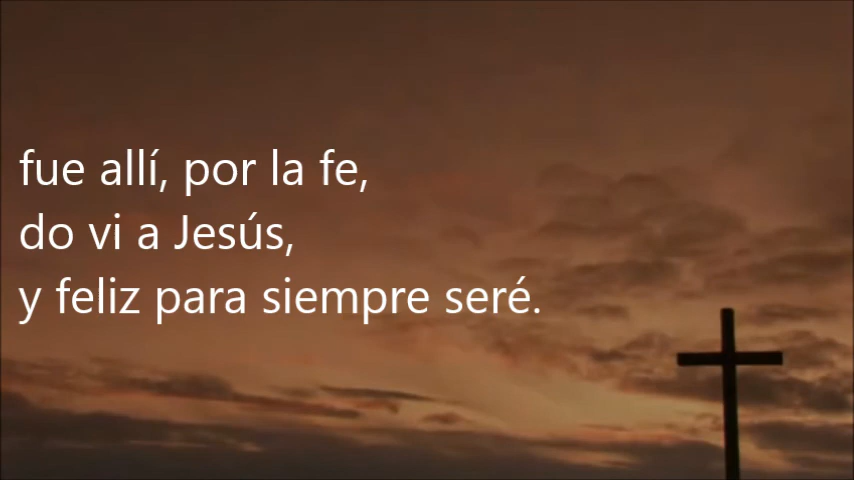 fue allí, por la fe,
do vi a Jesús,
y feliz para siempre seré.